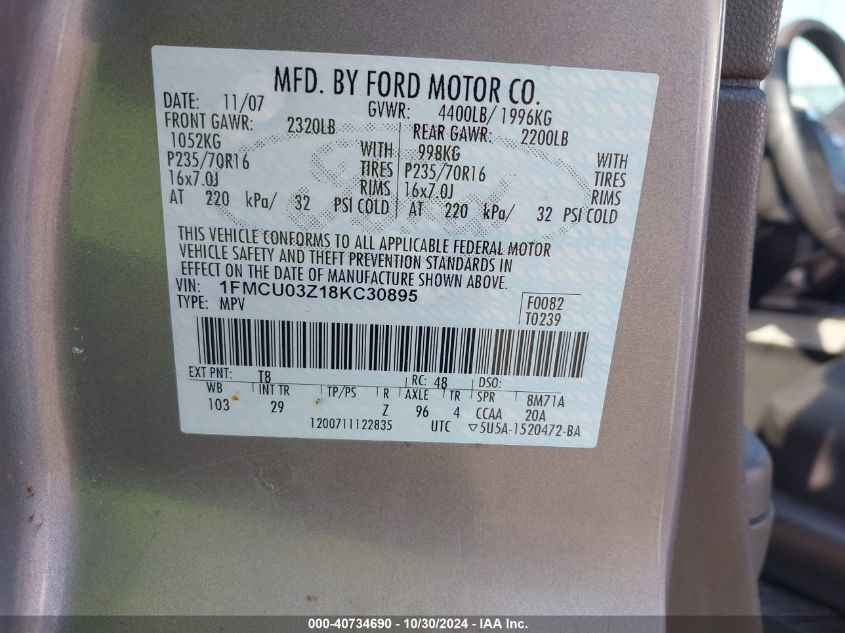 MFD. BY FORD MOTOR CO.
DATE: 11/07 GVWR: 4400LB/ 1996KG
FRONT GAWR: 2320LB REAR GAWR: 2200LB
1052KG WITH 998KG WITH
P235/70R16 TIRES P235/70R16 TIRES
16x7.0J RIMS 16x7.0J RIMS
AT 220 kPa/ 32 PSI COLD AT 220 kPa/ 32 PSI COLD
THIS VEHICLE CONFORMS TO ALL APPLICABLE FEDERAL MOTOR
VEHICLE SAFETY AND THEFT PREVENTION STANDARDS IN
EFFECT ON THE DATE OF MANUFACTURE SHOWN ABOVE.
VIN: 1FMCU03Z18KC30895 F0082
TYPE: MPV T0239
EXT PNT: T8 RC: 48 DSO:
WB INT TR TP/PS R AXLE TR SPR 8M71A
103 29 Z 96 4 CCAA 20A
1200711122835 UTC ▽5U5A-1520472-BA
000-40734690 - 10/30/2024 - IAA Inc.